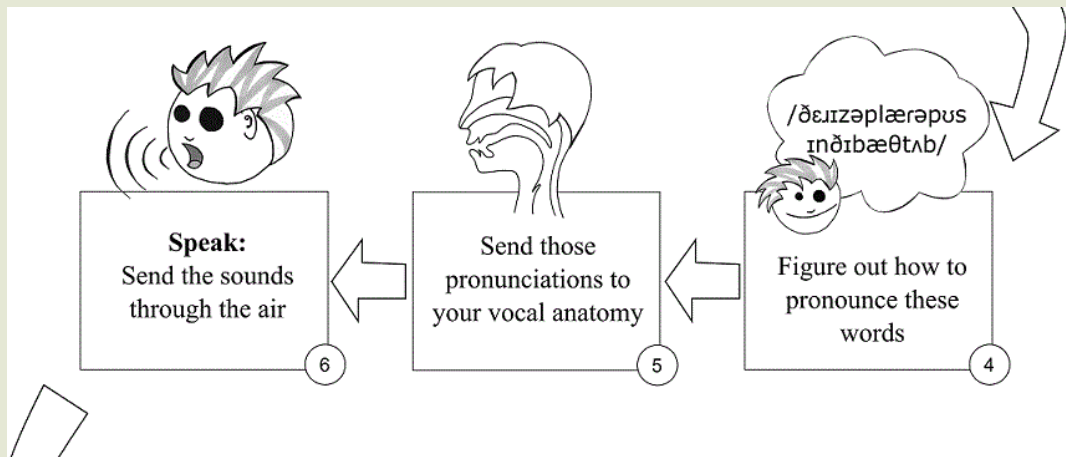 /ðɛɹɪzəplærəpʊs
ɪnðɪbæθtʌb/
Speak:
Send the sounds
through the air
6
Send those
pronunciations to
your vocal anatomy
5
Figure out how to
pronounce these
words
4